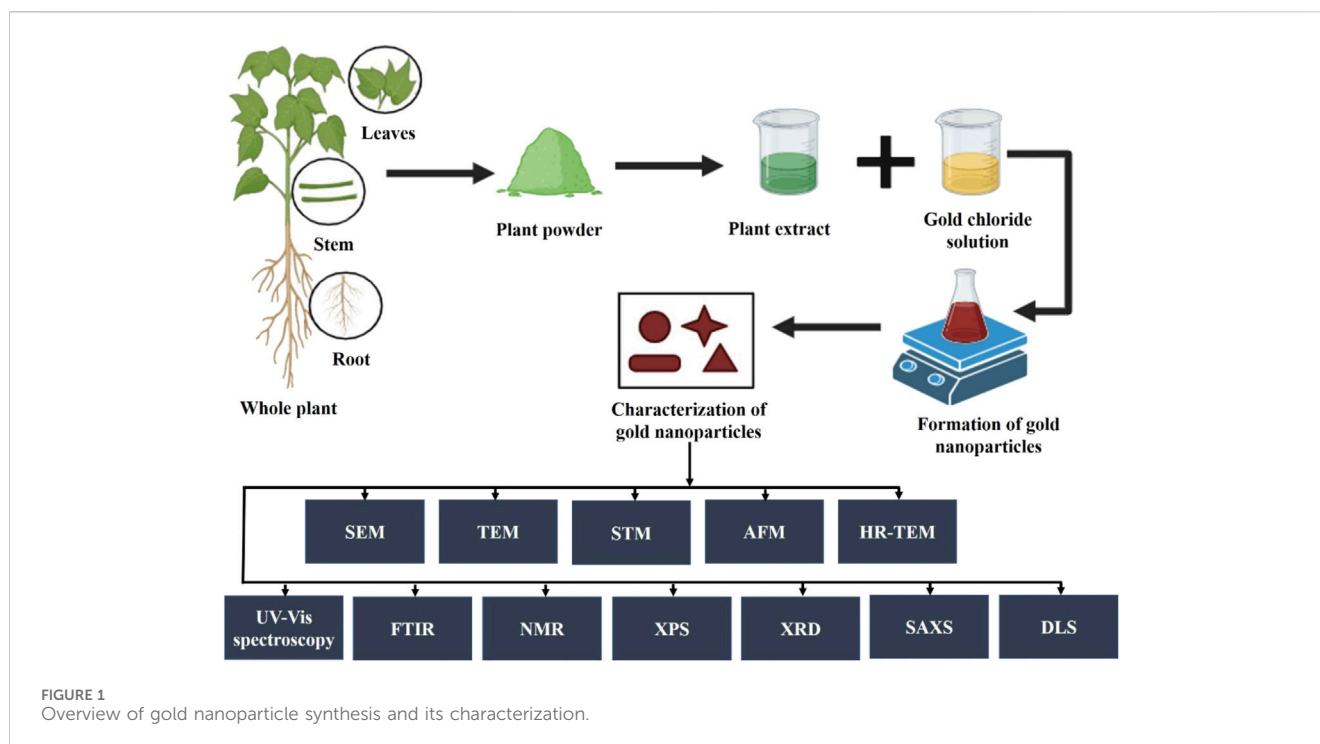 Leaves
Stem
Root
Whole plant
Plant powder
Plant extract
Gold chloride
solution
Formation of gold
nanoparticles
Characterization of
gold nanoparticles
SEM
TEM
STM
AFM
HR-TEM
UV-Vis
spectroscopy
FTIR
NMR
XPS
XRD
SAXS
DLS
FIGURE 1
Overview of gold nanoparticle synthesis and its characterization.